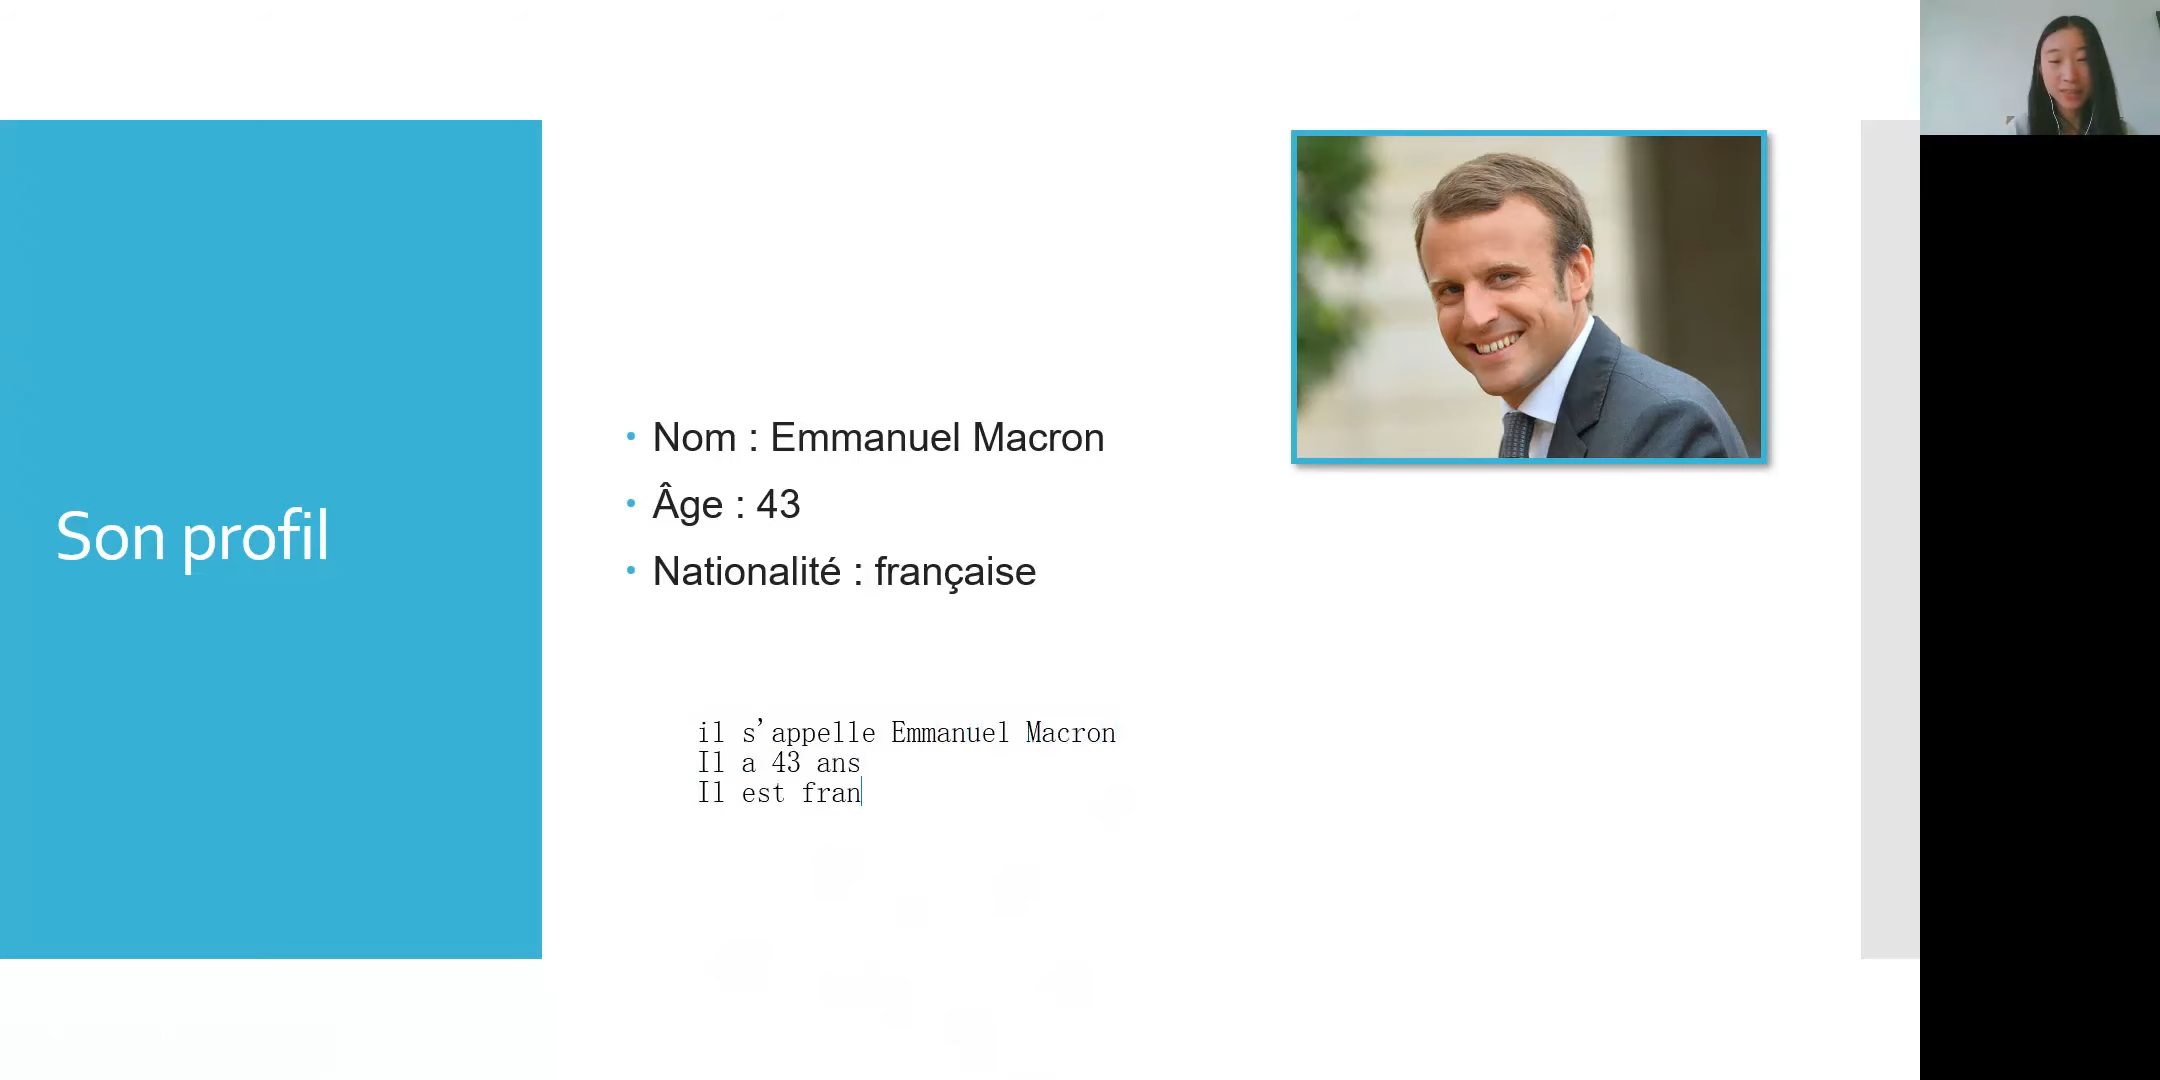 Son profil
• Nom : Emmanuel Macron
• Âge : 43
• Nationalité : française
il s'appelle Emmanuel Macron
Il a 43 ans
Il est fran